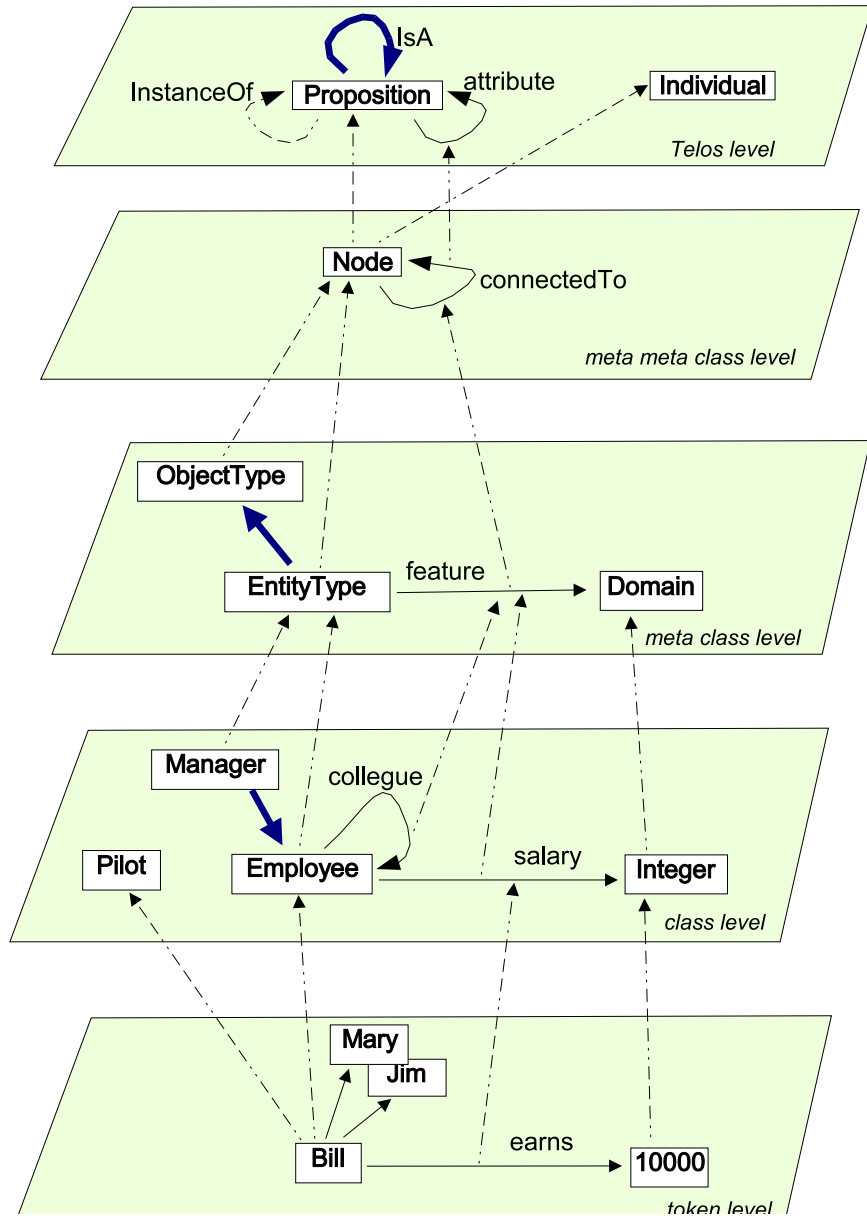 IsA
InstanceOf
Proposition
attribute
Individual
Telos level
Node
connectedTo
meta meta class level
ObjectType
EntityType
feature
Domain
meta class level
Manager
collegue
Pilot
Employee
salary
Integer
class level
Mary
Jim
Bill
earns
10000
token level